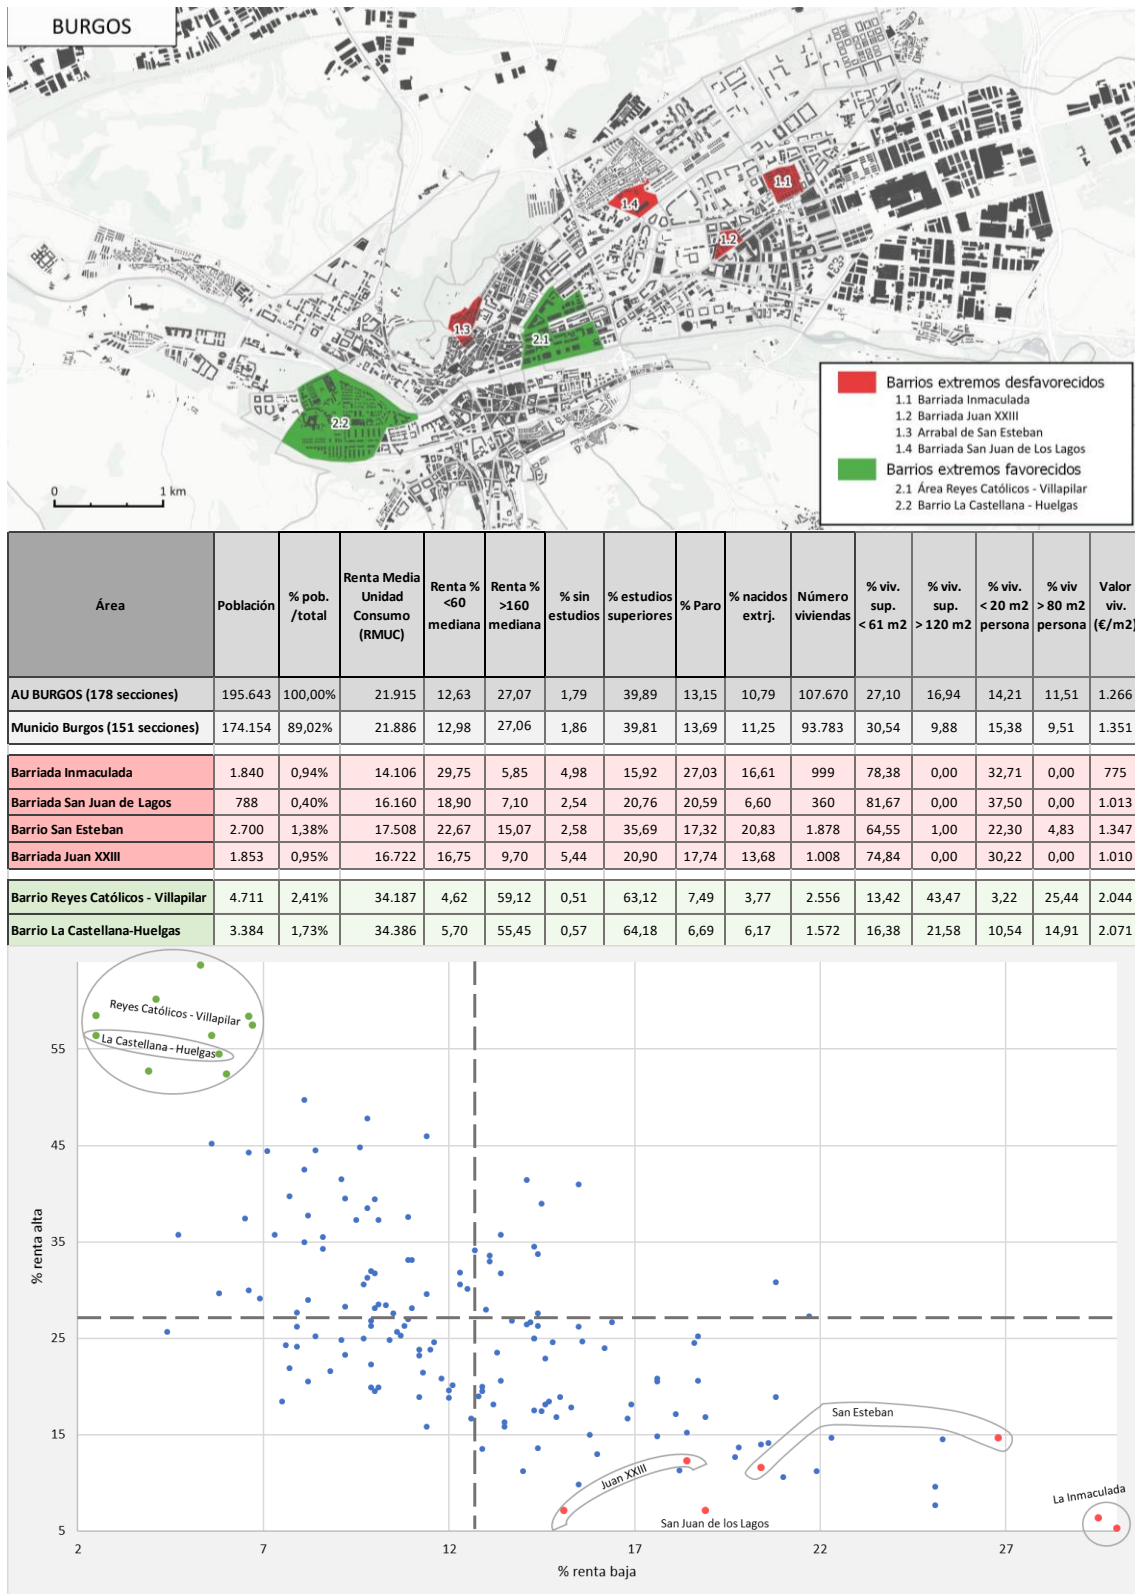 BURGOS
1.1
1.4
1.2
1.3
2.1
2.2
0 1 km
Barrios extremos desfavorecidos
1.1 Barriada Inmaculada
1.2 Barriada Juan XXIII
1.3 Arrabal de San Esteban
1.4 Barriada San Juan de Los Lagos
Barrios extremos favorecidos
2.1 Área Reyes Católicos - Villapilar
2.2 Barrio La Castellana - Huelgas
Área Población % pob. /total Renta Media Unidad Consumo (RMUC) Renta % <60 mediana Renta % >160 mediana % sin estudios % estudios superiores % Paro % nacidos extrj. Número viviendas % viv. sup. < 61 m2 % viv. sup. > 120 m2 % viv. < 20 m2 persona % viv > 80 m2 persona Valor viv. (€/m2)
AU BURGOS (178 secciones) 195.643 100,00% 21.915 12,63 27,07 1,79 39,89 13,15 10,79 107.670 27,10 16,94 14,21 11,51 1.266
Municio Burgos (151 secciones) 174.154 89,02% 21.886 12,98 27,06 1,86 39,81 13,69 11,25 93.783 30,54 9,88 15,38 9,51 1.351
Barriada Inmaculada 1.840 0,94% 14.106 29,75 5,85 4,98 15,92 27,03 16,61 999 78,38 0,00 32,71 0,00 775
Barriada San Juan de Lagos 788 0,40% 16.160 18,90 7,10 2,54 20,76 20,59 6,60 360 81,67 0,00 37,50 0,00 1.013
Barrio San Esteban 2.700 1,38% 17.508 22,67 15,07 2,58 35,69 17,32 20,83 1.878 64,55 1,00 22,30 4,83 1.347
Barriada Juan XXIII 1.853 0,95% 16.722 16,75 9,70 5,44 20,90 17,74 13,68 1.008 74,84 0,00 30,22 0,00 1.010
Barrio Reyes Católicos - Villapilar 4.711 2,41% 34.187 4,62 59,12 0,51 63,12 7,49 3,77 2.556 13,42 43,47 3,22 25,44 2.044
Barrio La Castellana-Huelgas 3.384 1,73% 34.386 5,70 55,45 0,57 64,18 6,69 6,17 1.572 16,38 21,58 10,54 14,91 2.071
Reyes Católicos - Villapilar
La Castellana - Huelgas
55
45
35
25
15
5
% renta alta
San Esteban
Juan XXIII
La Inmaculada
San Juan de los Lagos
2 7 12 17 22 27
% renta baja